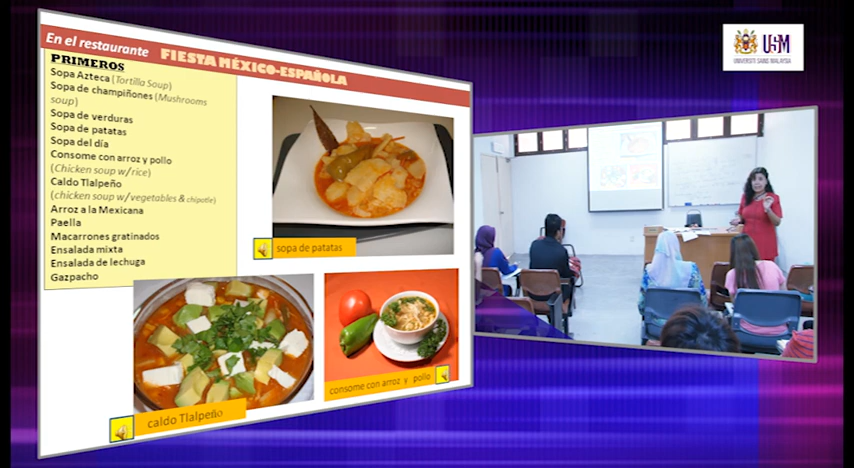 En el restaurante FIESTA MÉXICO-ESPAÑOLA
PRIMEROS
Sopa Azteca (Tortilla Soup)
Sopa de champiñones (Mushrooms
soup)
Sopa de verduras
Sopa de patatas
Sopa del día
Consome con arroz y pollo
(Chicken soup w/rice)
Caldo Tlalpeño
(chicken soup w/vegetables & chipotle)
Arroz a la Mexicana
Paella
Macarrones gratinados
Ensalada mixta
Ensalada de lechuga
Gazpacho
sopa de patatas
caldo Tlalpeño
consome con arroz y pollo
USM
UNIVERSITI SAINS MALAYSIA